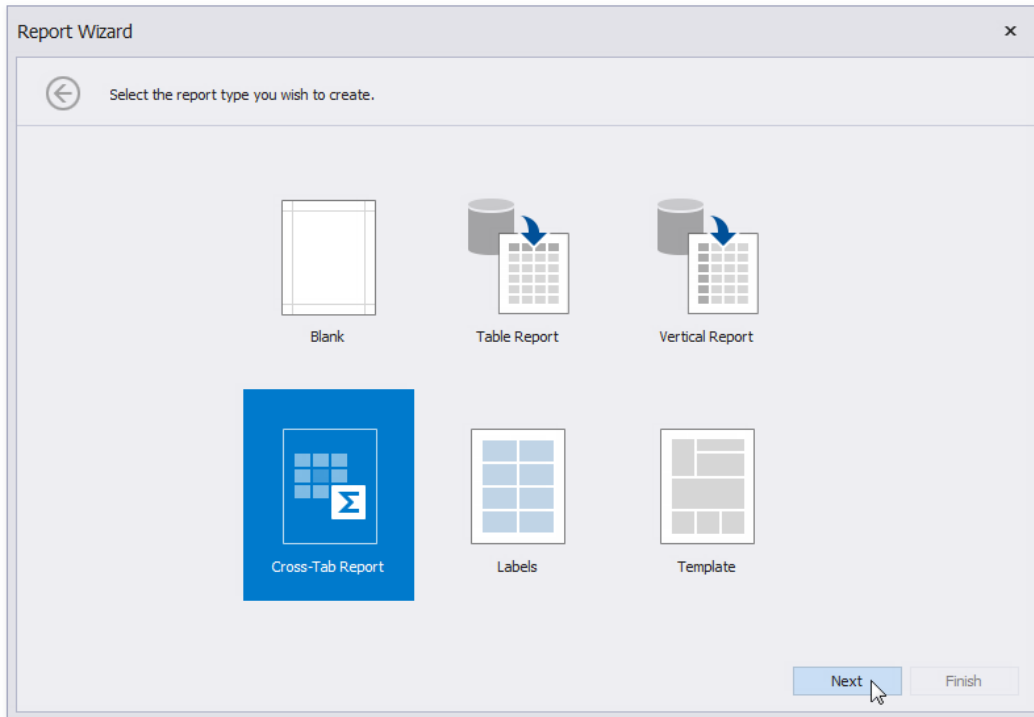 Report Wizard
Select the report type you wish to create.
Blank
Table Report
Vertical Report
Cross-Tab Report
Labels
Template
Next
Finish